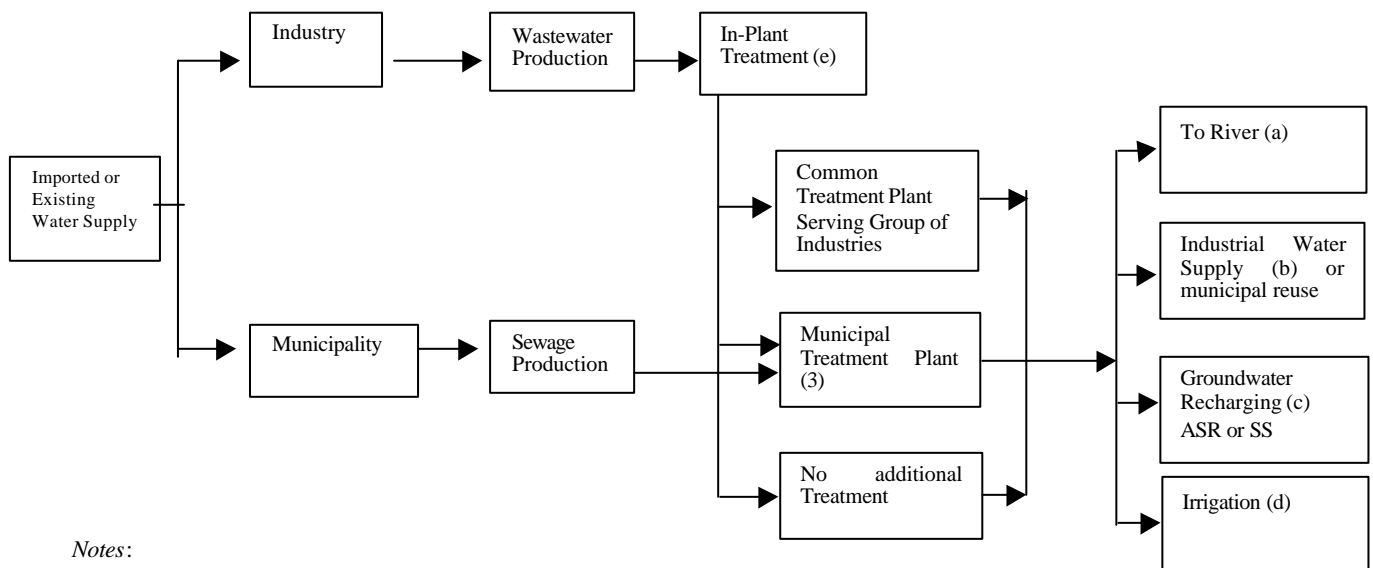 Industry
Wastewater
Production
In-Plant
Treatment (e)
To River (a)
Imported or
Existing
Water Supply
Common
Treatment Plant
Serving Group of
Industries
Industrial Water
Supply (b) or
municipal reuse
Municipality
Sewage
Production
Municipal
Treatment Plant
(3)
Groundwater
Recharging (c)
ASR or SS
No additional
Treatment
Irrigation (d)
Notes: